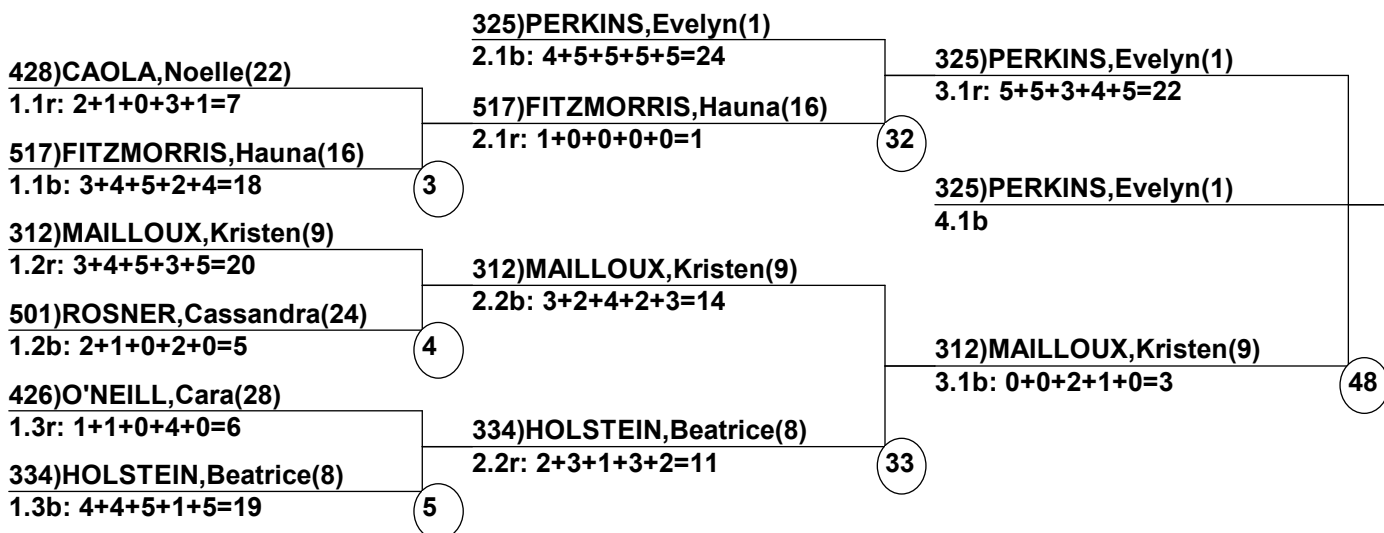 428)CAOLA,Noelle(22)
1.1r: 2+1+0+3+1=7
517)FITZMORRIS,Hauna(16)
1.1b: 3+4+5+2+4=18
3
312)MAILLOUX,Kristen(9)
1.2r: 3+4+5+3+5=20
501)ROSNER,Cassandra(24)
1.2b: 2+1+0+2+0=5
4
426)O'NEILL,Cara(28)
1.3r: 1+1+0+4+0=6
334)HOLSTEIN,Beatrice(8)
1.3b: 4+4+5+1+5=19
5
325)PERKINS,Evelyn(1)
2.1b: 4+5+5+5+5=24
517)FITZMORRIS,Hauna(16)
2.1r: 1+0+0+0+0=1
32
312)MAILLOUX,Kristen(9)
2.2b: 3+2+4+2+3=14
334)HOLSTEIN,Beatrice(8)
2.2r: 2+3+1+3+2=11
33
325)PERKINS,Evelyn(1)
3.1r: 5+5+3+4+5=22
325)PERKINS,Evelyn(1)
4.1b
312)MAILLOUX,Kristen(9)
3.1b: 0+0+2+1+0=3
48